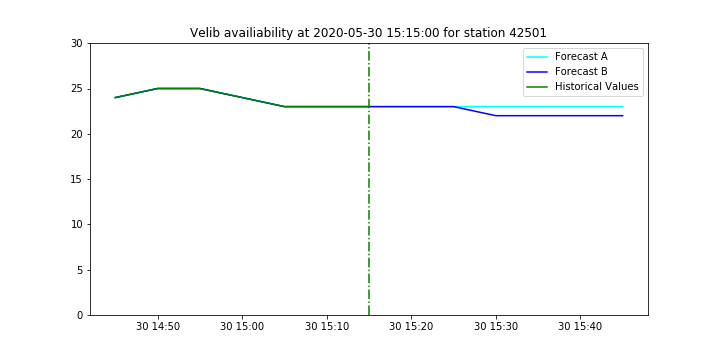 Velib availiability at 2020-05-30 15:15:00 for station 42501
30
25
20
15
10
5
0
Forecast A
Forecast B
Historical Values
30 14:50 30 15:00 30 15:10 30 15:20 30 15:30 30 15:40